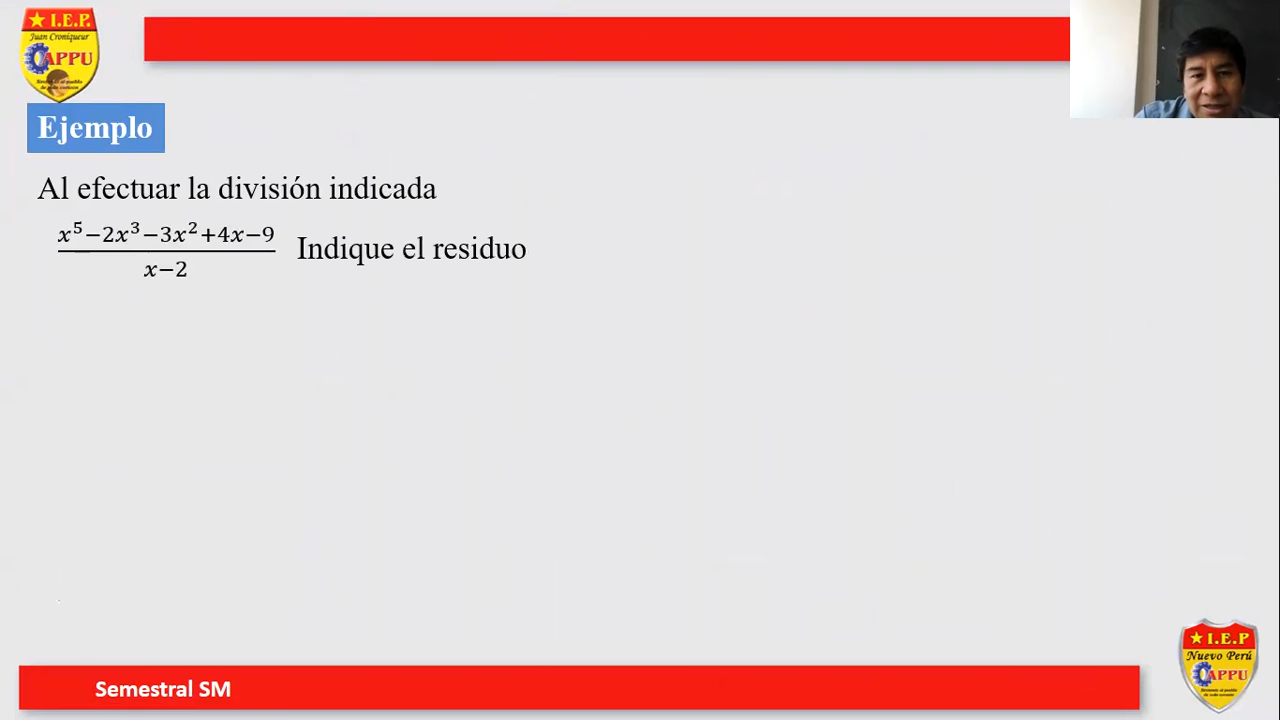 ★ I.E.P.
Juan Croniqueur
CAPPU
Ejemplo
Al efectuar la división indicada
x⁵−2x³−3x²+4x−9
x−2
Indique el residuo
Semestral SM
★ I.E.P
Nuevo Perú
CAPPU